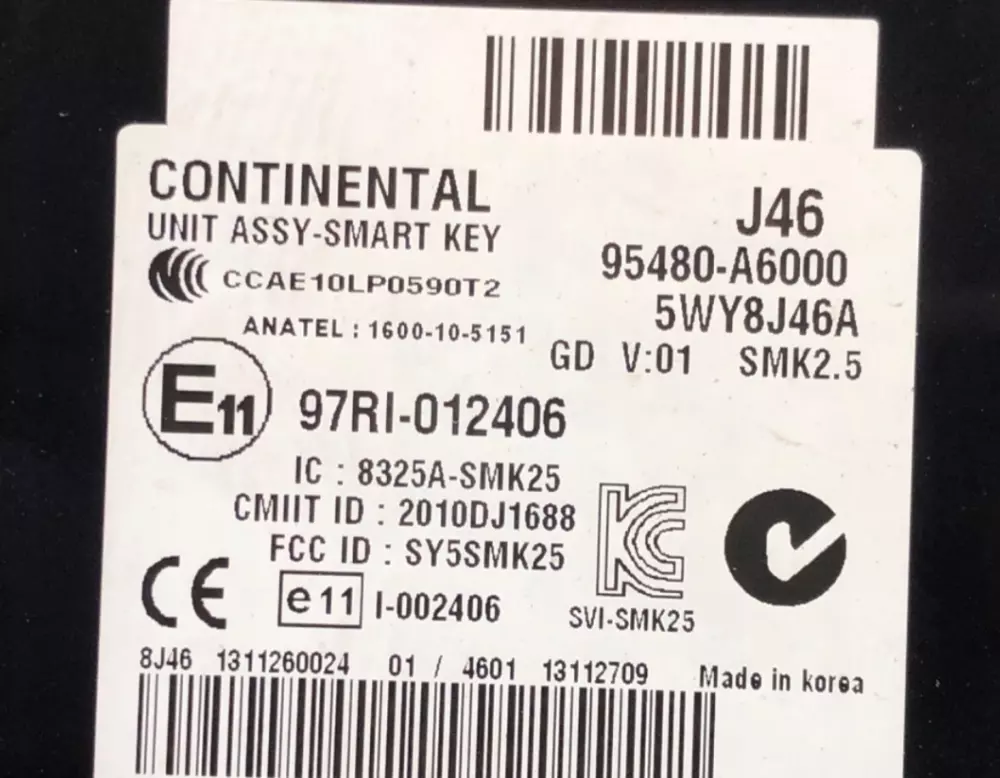 CONTINENTAL
J46
UNIT ASSY-SMART KEY
95480-A6000
CCAE10LP0590T2
5WY8J46A
ANATEL : 1600-10-5151
GD V:01 SMK2.5
E11 97RI-012406
IC : 8325A-SMK25
CMIIT ID : 2010DJ1688
FCC ID : SY5SMK25
KC
CE e11 I-002406
SVI-SMK25
8J46 1311260024 01 / 4601 13112709 Made in korea